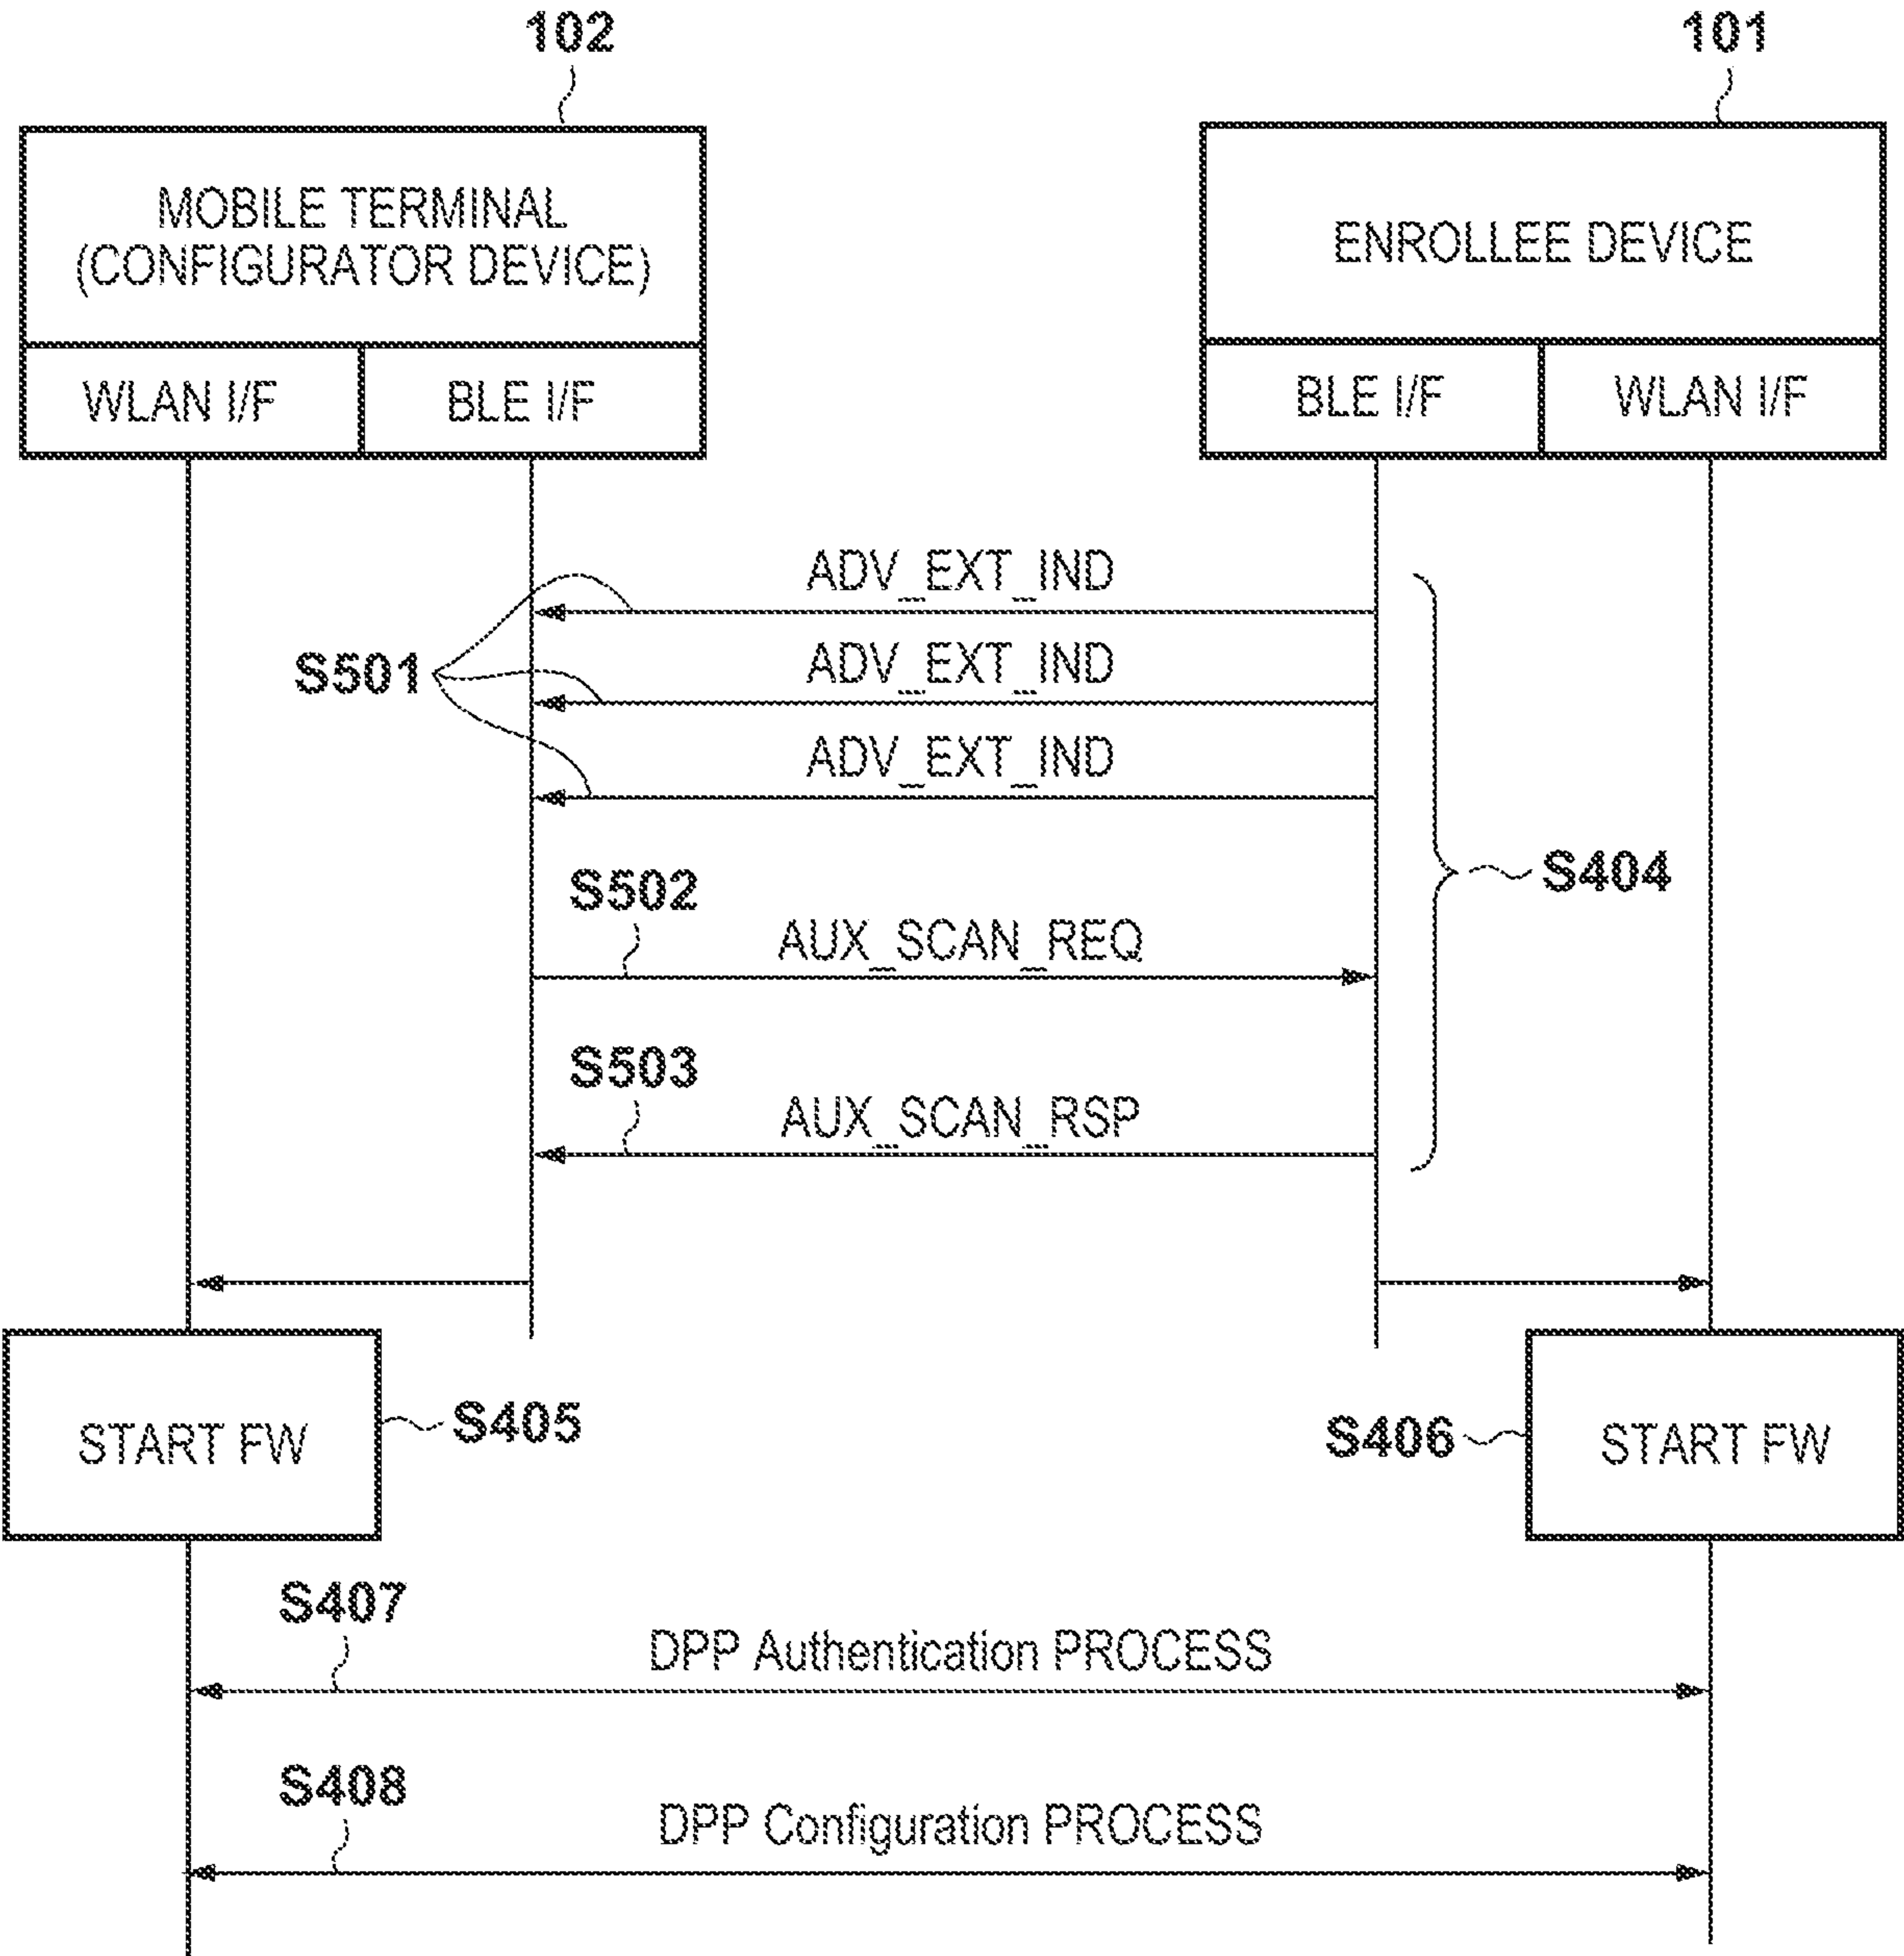 102
101
MOBILE TERMINAL
(CONFIGURATOR DEVICE)
ENROLLEE DEVICE
WLAN I/F
BLE I/F
BLE I/F
WLAN I/F
ADV_EXT_IND
S501
ADV_EXT_IND
ADV_EXT_IND
S404
S502
AUX_SCAN_REQ
S503
AUX_SCAN_RSP
START FW
S405
S406
START FW
S407
DPP Authentication PROCESS
S408
DPP Configuration PROCESS